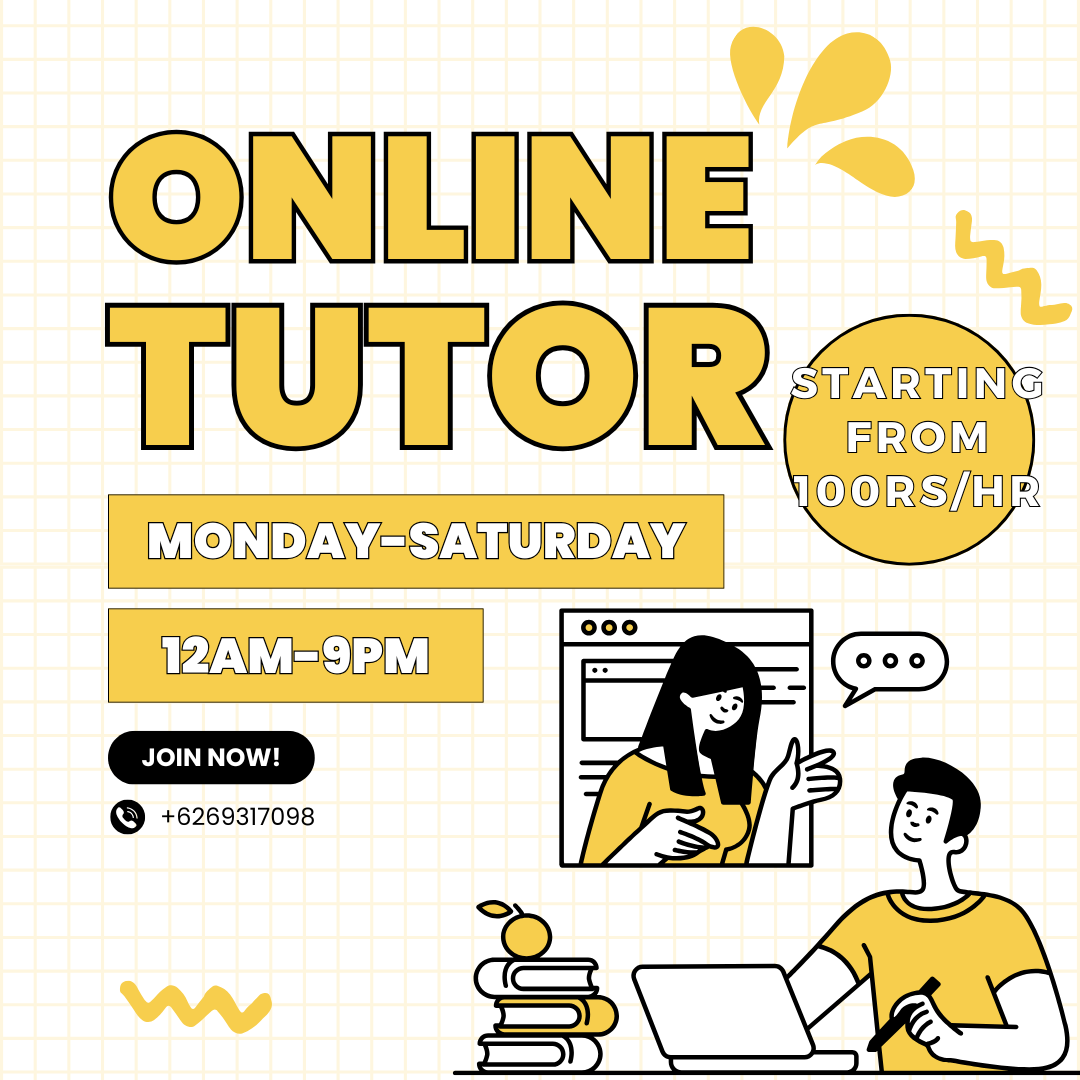 ONLINE
TUTOR
STARTING
FROM
100RS/HR
MONDAY-SATURDAY
12AM-9PM
JOIN NOW!
+6269317098